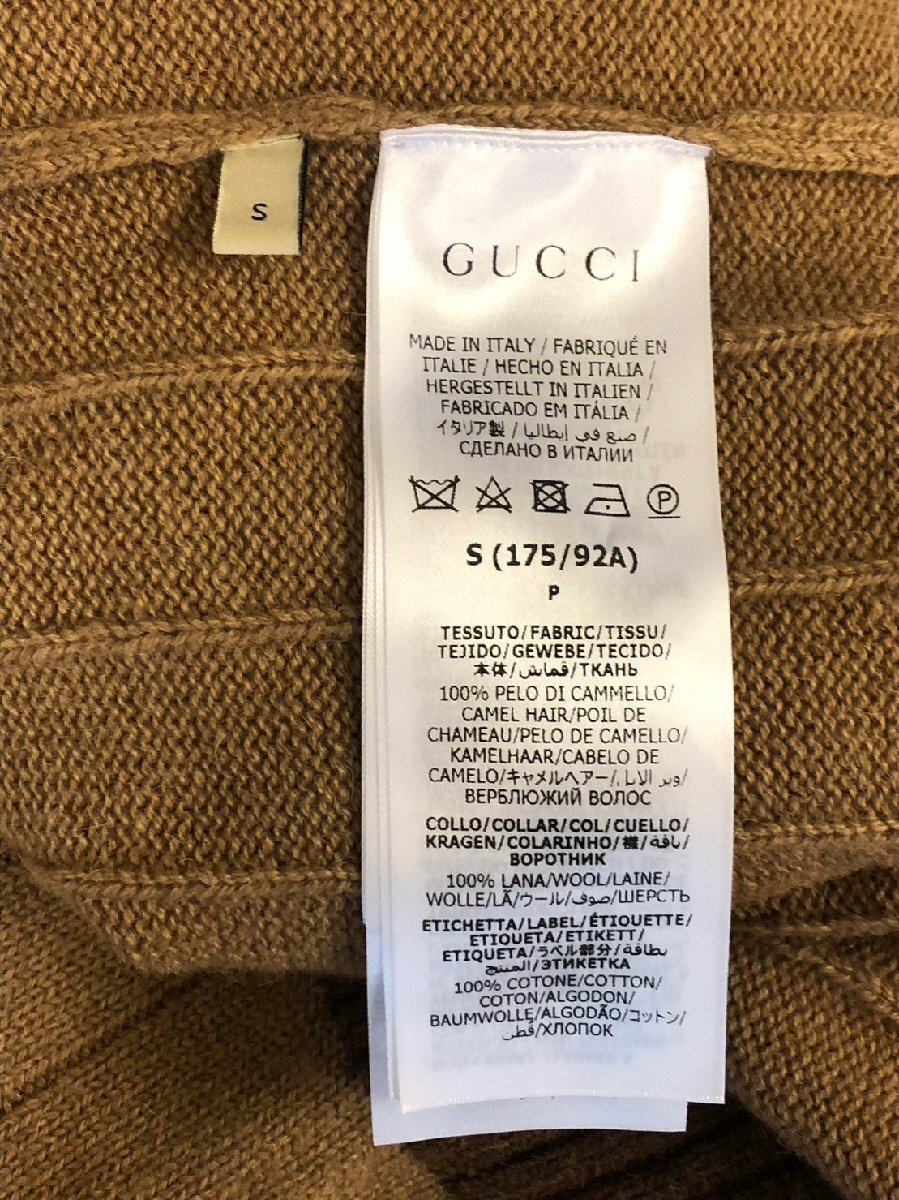 S
GUCCI
MADE IN ITALY / FABRIQUÉ EN
ITALIE / HECHO EN ITALIA /
HERGESTELLT IN ITALIEN /
FABRICADO EM ITÁLIA /
イタリア製 / صنع في إيطاليا /
СДЕЛАНО В ИТАЛИИ
P
S (175/92A)
P
TESSUTO/FABRIC/TISSU/
TEJIDO/GEWEBE/TECIDO/
本体/قماش/ТКАНЬ
100% PELO DI CAMMELLO/
CAMEL HAIR/POIL DE
CHAMEAU/PELO DE CAMELLO/
KAMELHAAR/CABELO DE
CAMELO/キャメルヘアー/وبر الإبل/
ВЕРБЛЮЖИЙ ВОЛОС
COLLO/COLLAR/COL/CUELLO/
KRAGEN/COLARINHO/襟/ياقة/
ВОРОТНИК
100% LANA/WOOL/LAINE/
WOLLE/LÃ/ウール/صوف/ШЕРСТЬ
ETICHETTA/LABEL/ÉTIQUETTE/
ETIQUETA/ETIKETT/
ETIQUETA/ラベル部分/بطاقة
المنتج/ЭТИКЕТКА
100% COTONE/COTTON/
COTON/ALGODON/
BAUMWOLLE/ALGODÃO/コットン/
قطن/ХЛОПОК